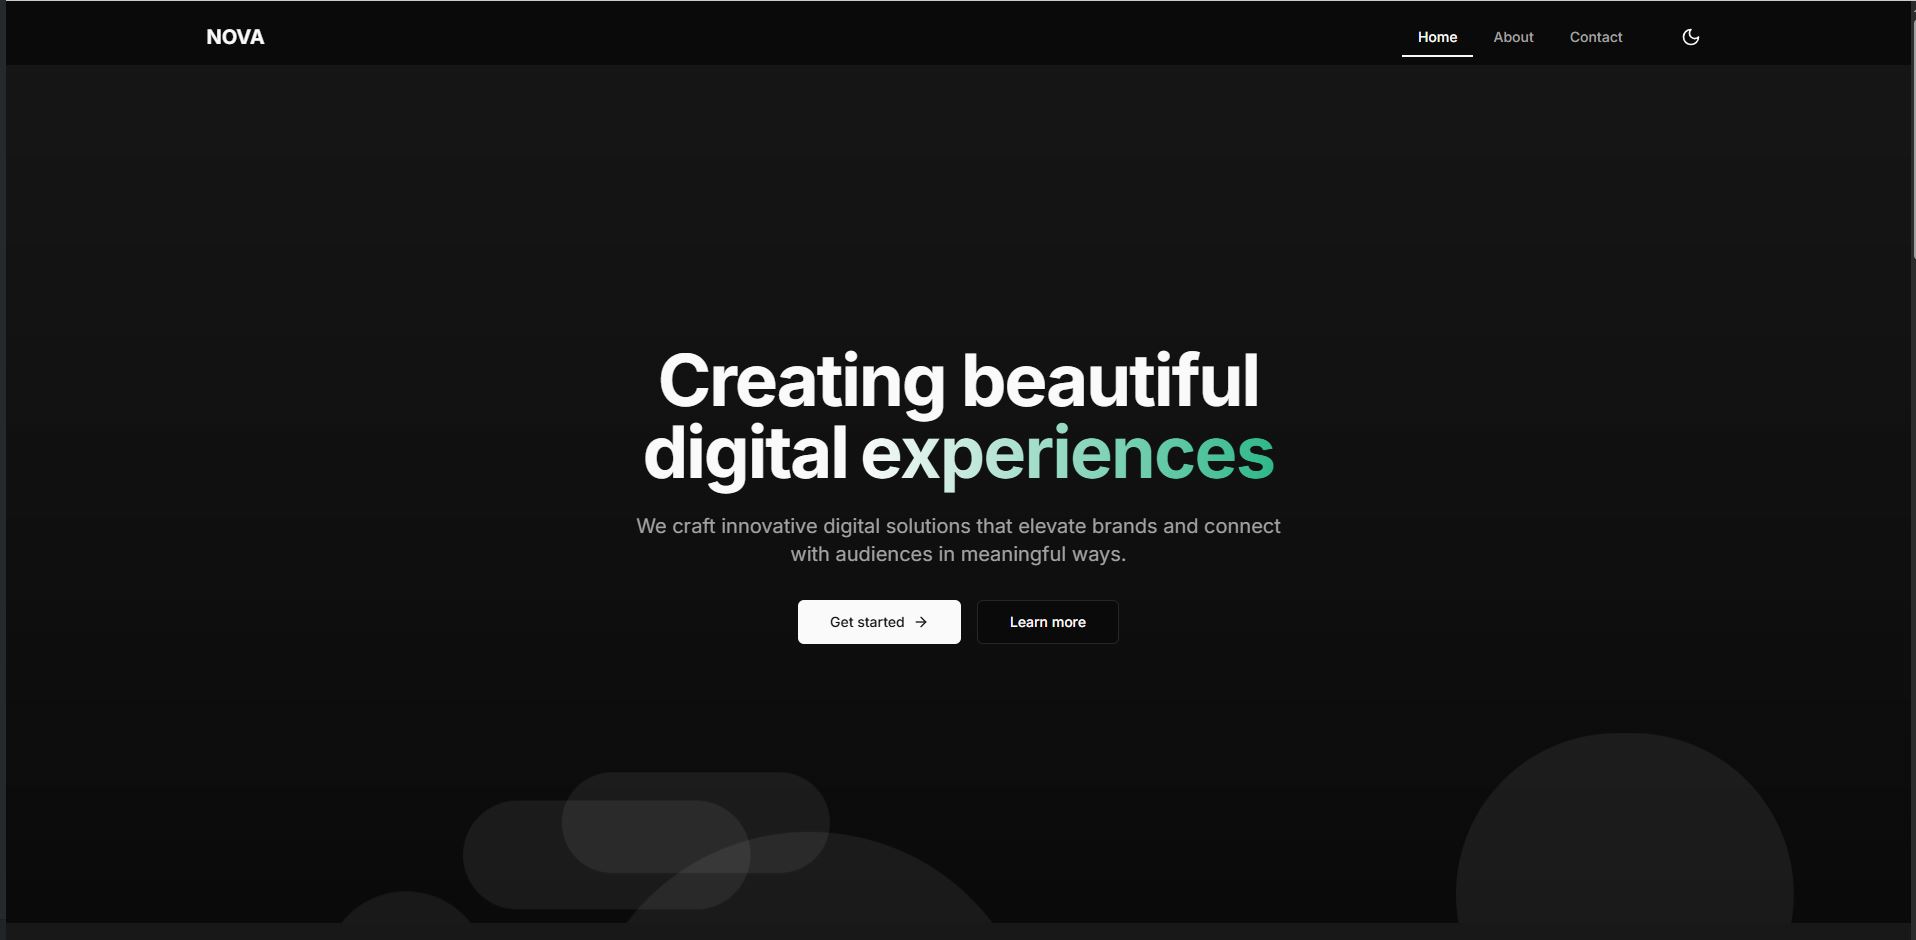 NOVA
Home
About
Contact
Creating beautiful
digital experiences
We craft innovative digital solutions that elevate brands and connect
with audiences in meaningful ways.
Get started
Learn more